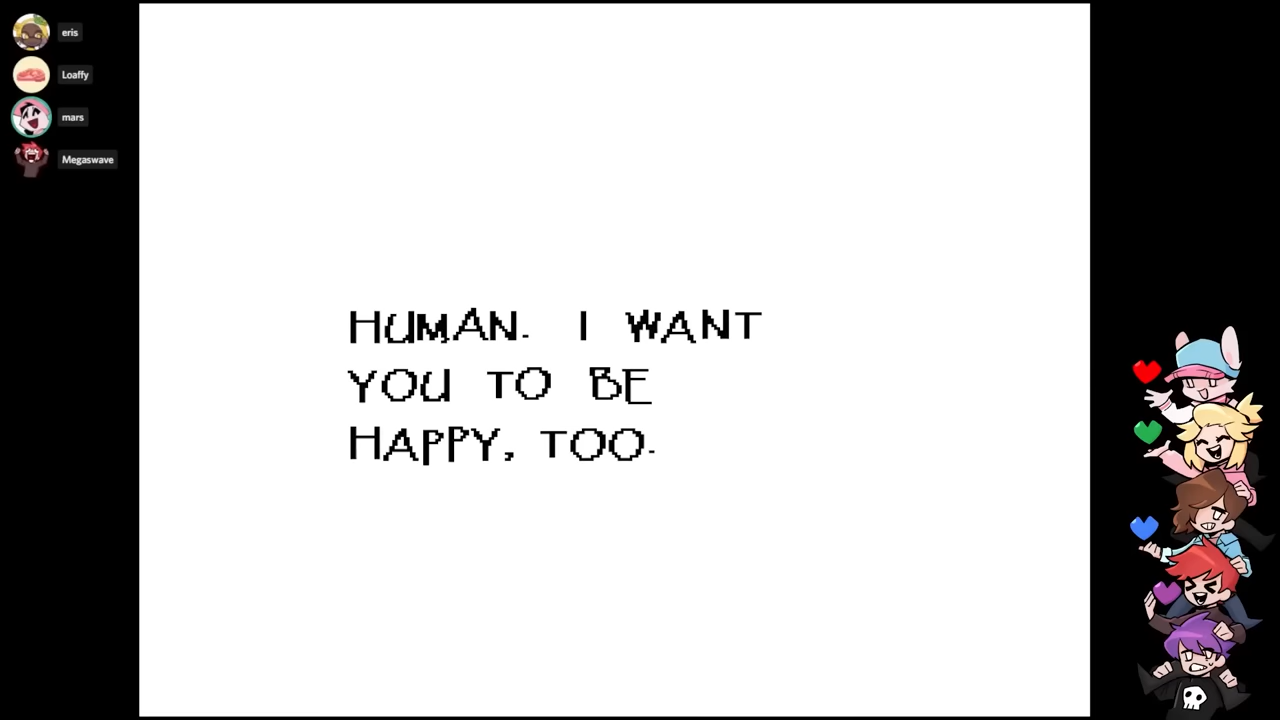 eris
Loaffy
mars
Megaswave
HUMAN. I WANT
YOU TO BE
HAPPY, TOO.